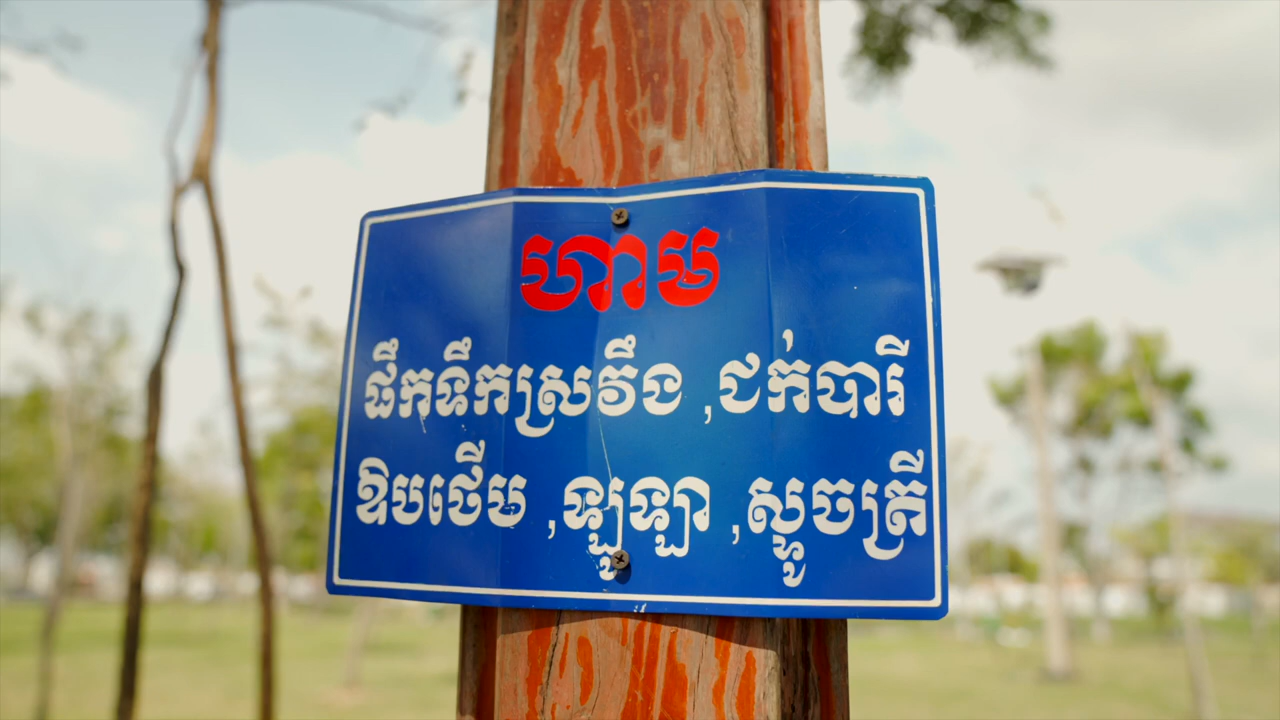 ហាម
ផឹកទឹកស្រវឹង ,ជក់បារី
ឱបថើម ,ឡូឡា ,ស្ទូចត្រី